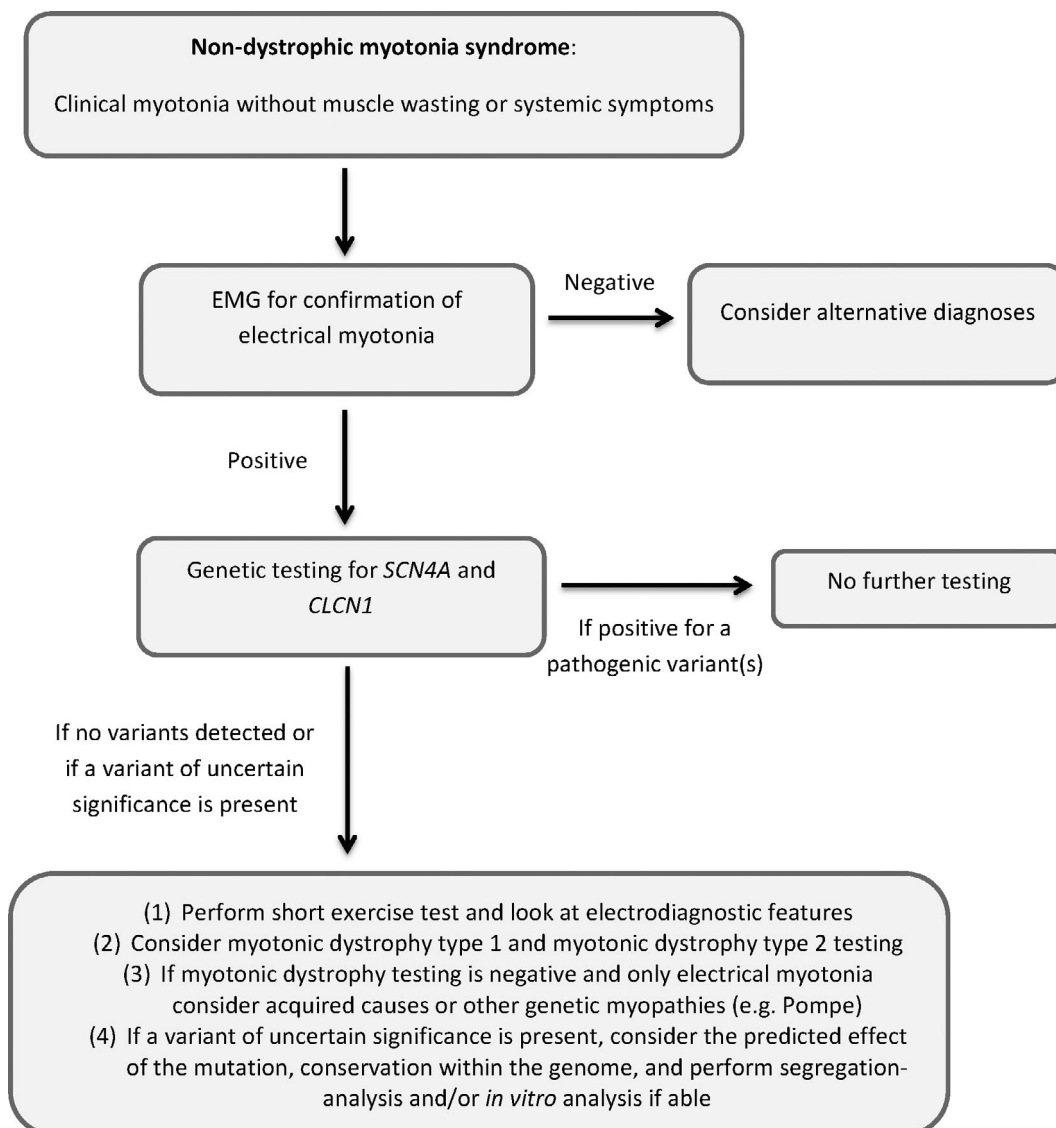 Non-dystrophic myotonia syndrome:
Clinical myotonia without muscle wasting or systemic symptoms
EMG for confirmation of
electrical myotonia
Negative
Consider alternative diagnoses
Positive
Genetic testing for SCN4A and
CLCN1
If positive for a
pathogenic variant(s)
No further testing
If no variants detected or
if a variant of uncertain
significance is present
(1) Perform short exercise test and look at electrodiagnostic features
(2) Consider myotonic dystrophy type 1 and myotonic dystrophy type 2 testing
(3) If myotonic dystrophy testing is negative and only electrical myotonia
consider acquired causes or other genetic myopathies (e.g. Pompe)
(4) If a variant of uncertain significance is present, consider the predicted effect
of the mutation, conservation within the genome, and perform segregation-
analysis and/or in vitro analysis if able